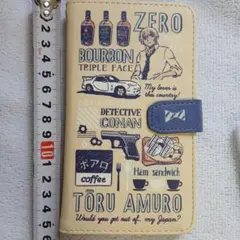 ZERO
BOURBON
TRIPLE FACE
My lover is
this country!
DETECTIVE
CONAN
ポアロ
coffee
Ham sandwich
TŌRU AMURO
Would you get out of, my Japan?
10